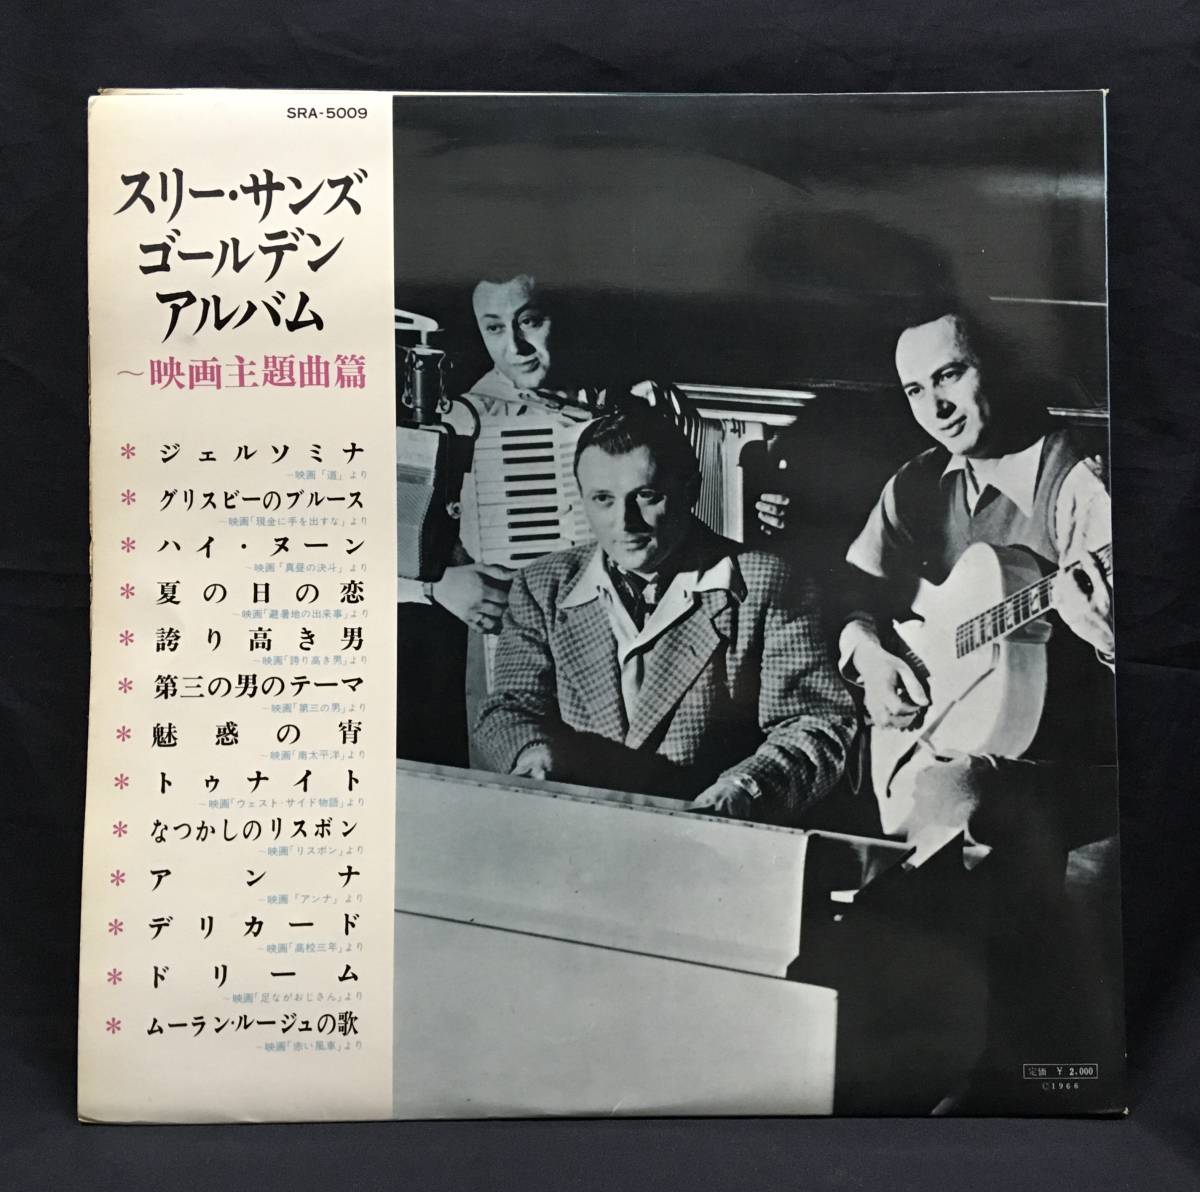 SRA-5009
スリー・サンズ
ゴールデン
アルバム
~映画主題曲篇
* ジェルソミナ
~映画「道」より
* グリスビーのブルース
~映画「現金に手を出すな」より
* ハイ・ヌーン
~映画「真昼の決斗」より
* 夏の日の恋
~映画「避暑地の出来事」より
* 誇り高き男
~映画「誇り高き男」より
* 第三の男のテーマ
~映画「第三の男」より
* 魅惑の宵
~映画「南太平洋」より
* トゥナイト
~映画「ウェスト・サイド物語」より
* なつかしのリスボン
~映画「リスボン」より
* アンナ
~映画「アンナ」より
* デリカード
~映画「高校三年」より
* ドリーム
~映画「足ながおじさん」より
* ムーラン・ルージュの歌
~映画「赤い風車」より
定価 ¥ 2,000
©1966